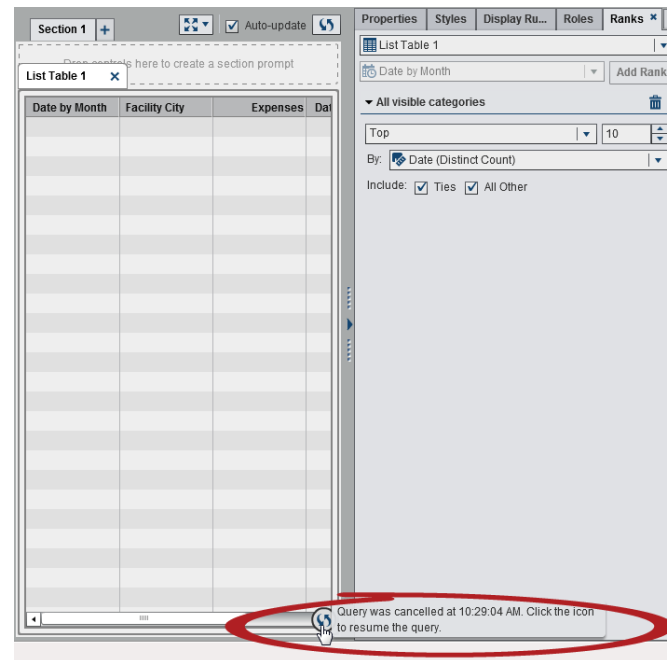 Section 1 +
Auto-update
Drop controls here to create a section prompt
List Table 1
Date by Month Facility City Expenses Dat
Properties Styles Display Ru... Roles Ranks
List Table 1
Date by Month Add Rank
All visible categories
Top 10
By: Date (Distinct Count)
Include: Ties All Other
Query was cancelled at 10:29:04 AM. Click the icon
to resume the query.